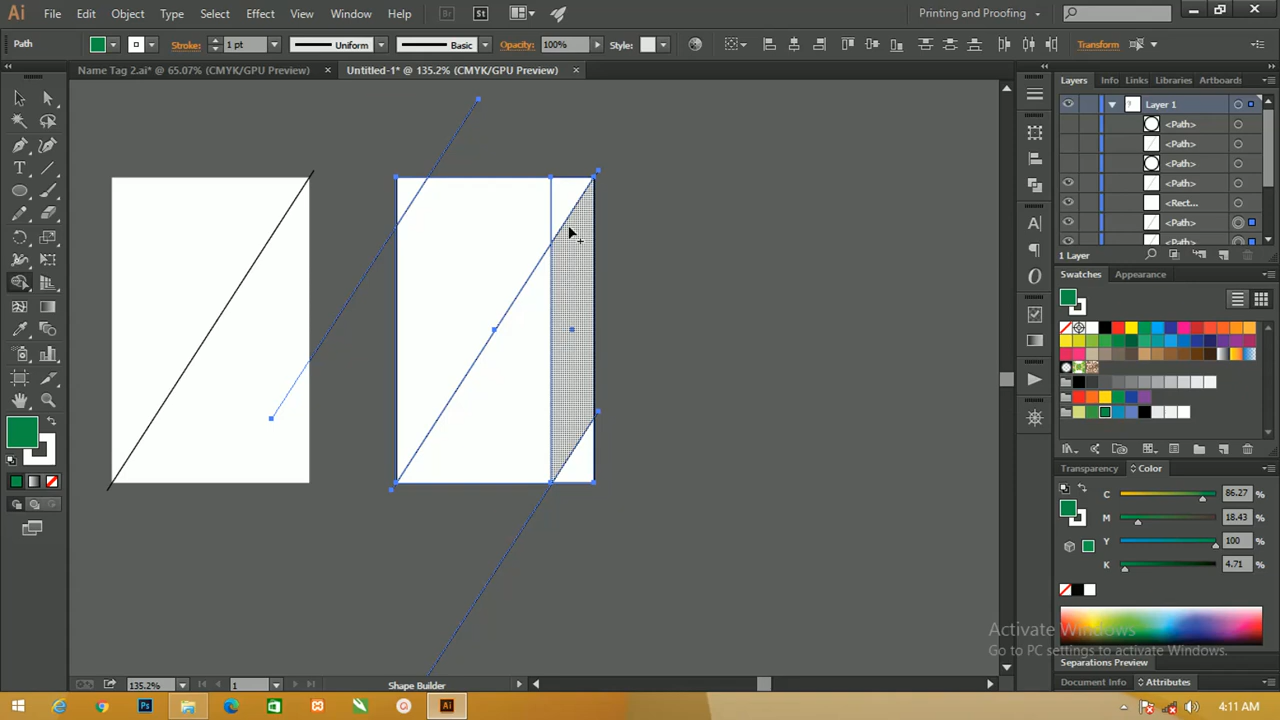 Ai File Edit Object Type Select Effect View Window Help Br St Printing and Proofing
Path Stroke: 1 pt Uniform Basic Opacity: 100% Style: Transform
Name Tag 2.ai* @ 65.07% (CMYK/GPU Preview) × Untitled-1* @ 135.2% (CMYK/GPU Preview) ×
Layers Info Links Libraries Artboards
Layer 1
<Path>
<Path>
<Path>
<Path>
<Rect...
<Path>
<Path>
1 Layer
Swatches Appearance
Transparency Color
C 86.27 %
M 18.43 %
Y 100 %
K 4.71 %
Activate Windows
Go to PC settings to activate Windows.
Separations Preview
Document Info Attributes
135.2% 1 Shape Builder
Ps Ai 4:11 AM